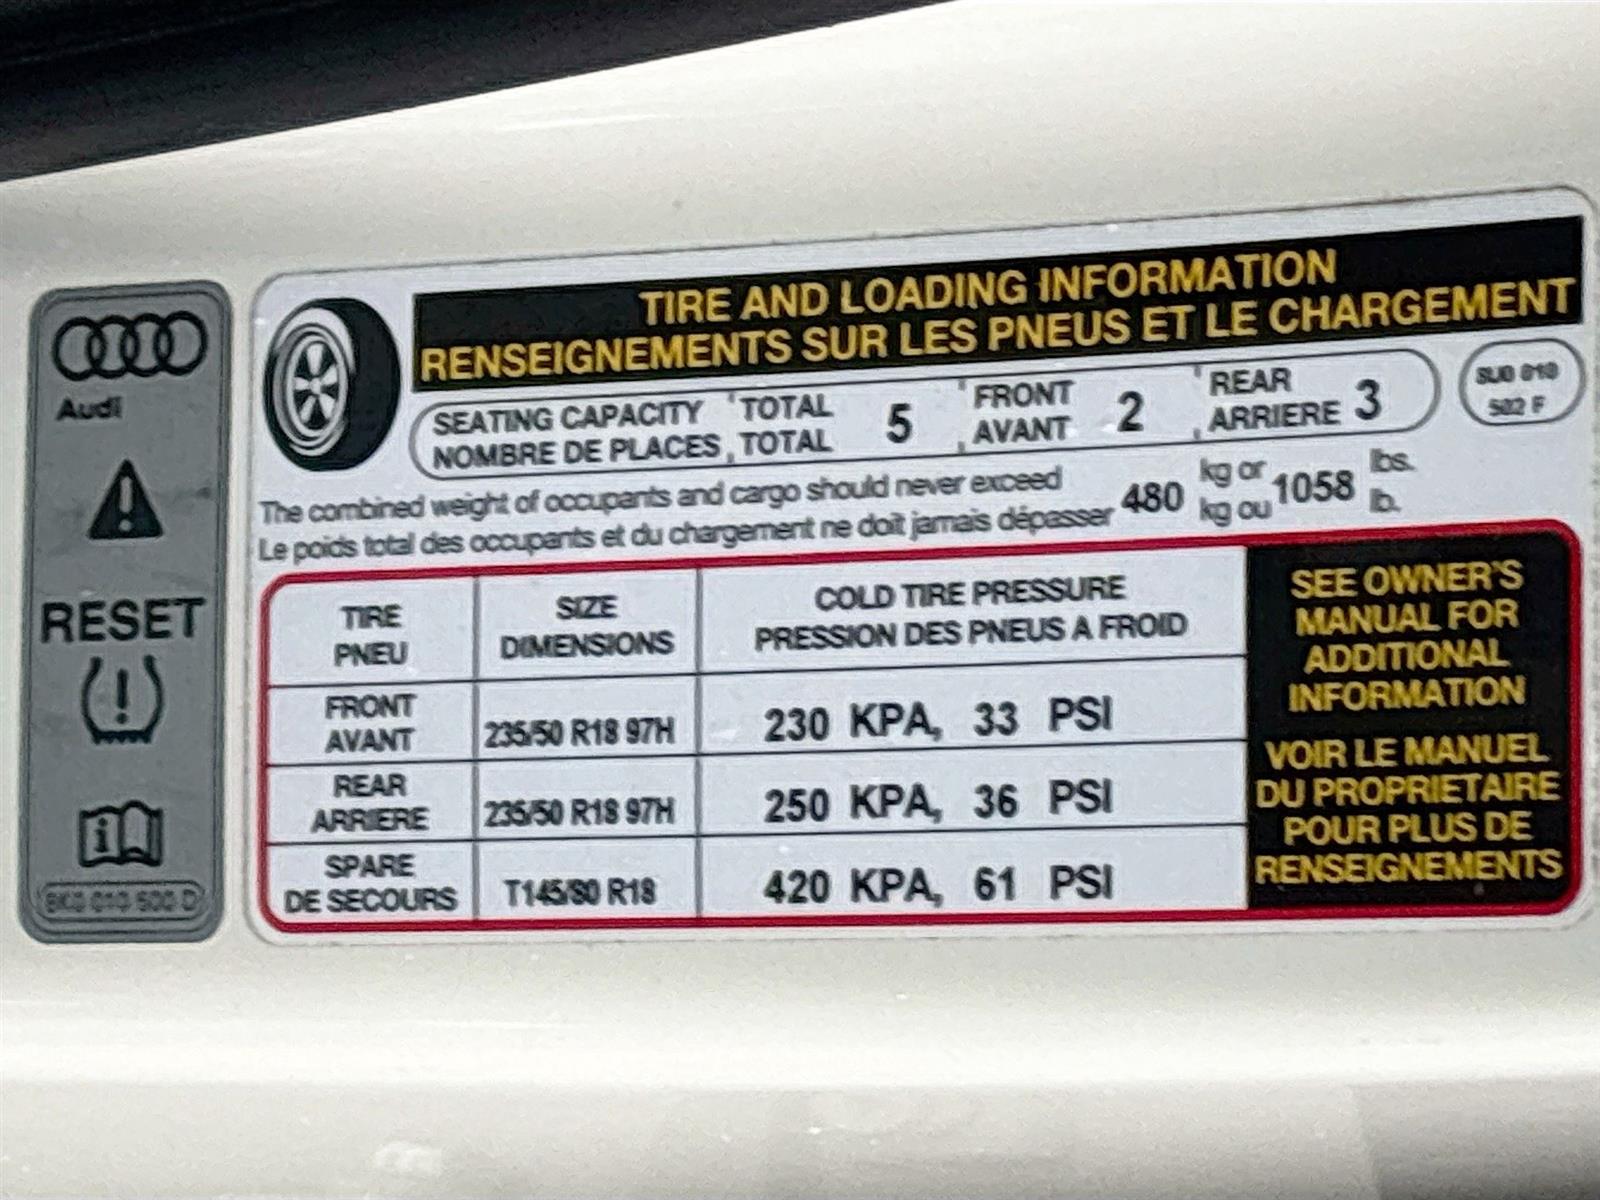 Audi
RESET
8K0 010 500 D
TIRE AND LOADING INFORMATION
RENSEIGNEMENTS SUR LES PNEUS ET LE CHARGEMENT
SEATING CAPACITY TOTAL FRONT REAR
NOMBRE DE PLACES TOTAL 5 AVANT 2 ARRIERE 3
502 F
The combined weight of occupants and cargo should never exceed 480 kg or 1058 lbs.
Le poids total des occupants et du chargement ne doit jamais dépasser kg ou lb.
TIRE SIZE COLD TIRE PRESSURE
PNEU DIMENSIONS PRESSION DES PNEUS A FROID
FRONT
AVANT 235/50 R18 97H 230 KPA, 33 PSI
REAR
ARRIERE 235/50 R18 97H 250 KPA, 36 PSI
SPARE
DE SECOURS T145/80 R18 420 KPA, 61 PSI
SEE OWNER'S
MANUAL FOR
ADDITIONAL
INFORMATION
VOIR LE MANUEL
DU PROPRIETAIRE
POUR PLUS DE
RENSEIGNEMENTS